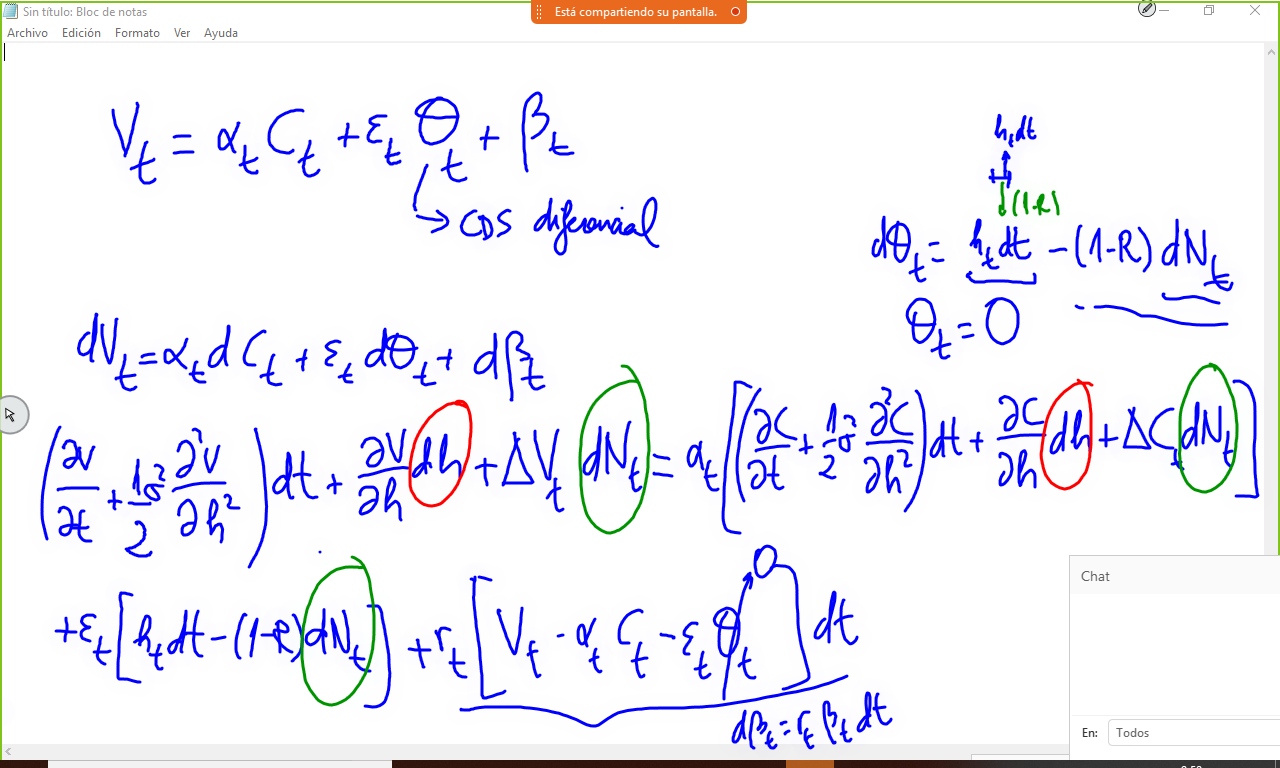 Sin título: Bloc de notas
Está compartiendo su pantalla.
Archivo Edición Formato Ver Ayuda
V_t = α_t C_t + ε_t θ_t + β_t
→ CDS diferencial
h_t dt
(1-R)
dθ_t = h_t dt - (1-R) dN_t
θ_t = 0
dV_t = α_t dC_t + ε_t dθ_t + dβ_t
(∂V/∂t + 1/2 σ² ∂²V/∂h²) dt + ∂V/∂h dh + ΔV_t dN_t = α_t [(∂C/∂t + 1/2 σ² ∂²C/∂h²) dt + ∂C/∂h dh + ΔC_t dN_t]
+ ε_t [h_t dt - (1-R) dN_t] + r_t [V_t - α_t C_t - ε_t θ_t] dt
0
dβ_t = r_t β_t dt
Chat
En: Todos